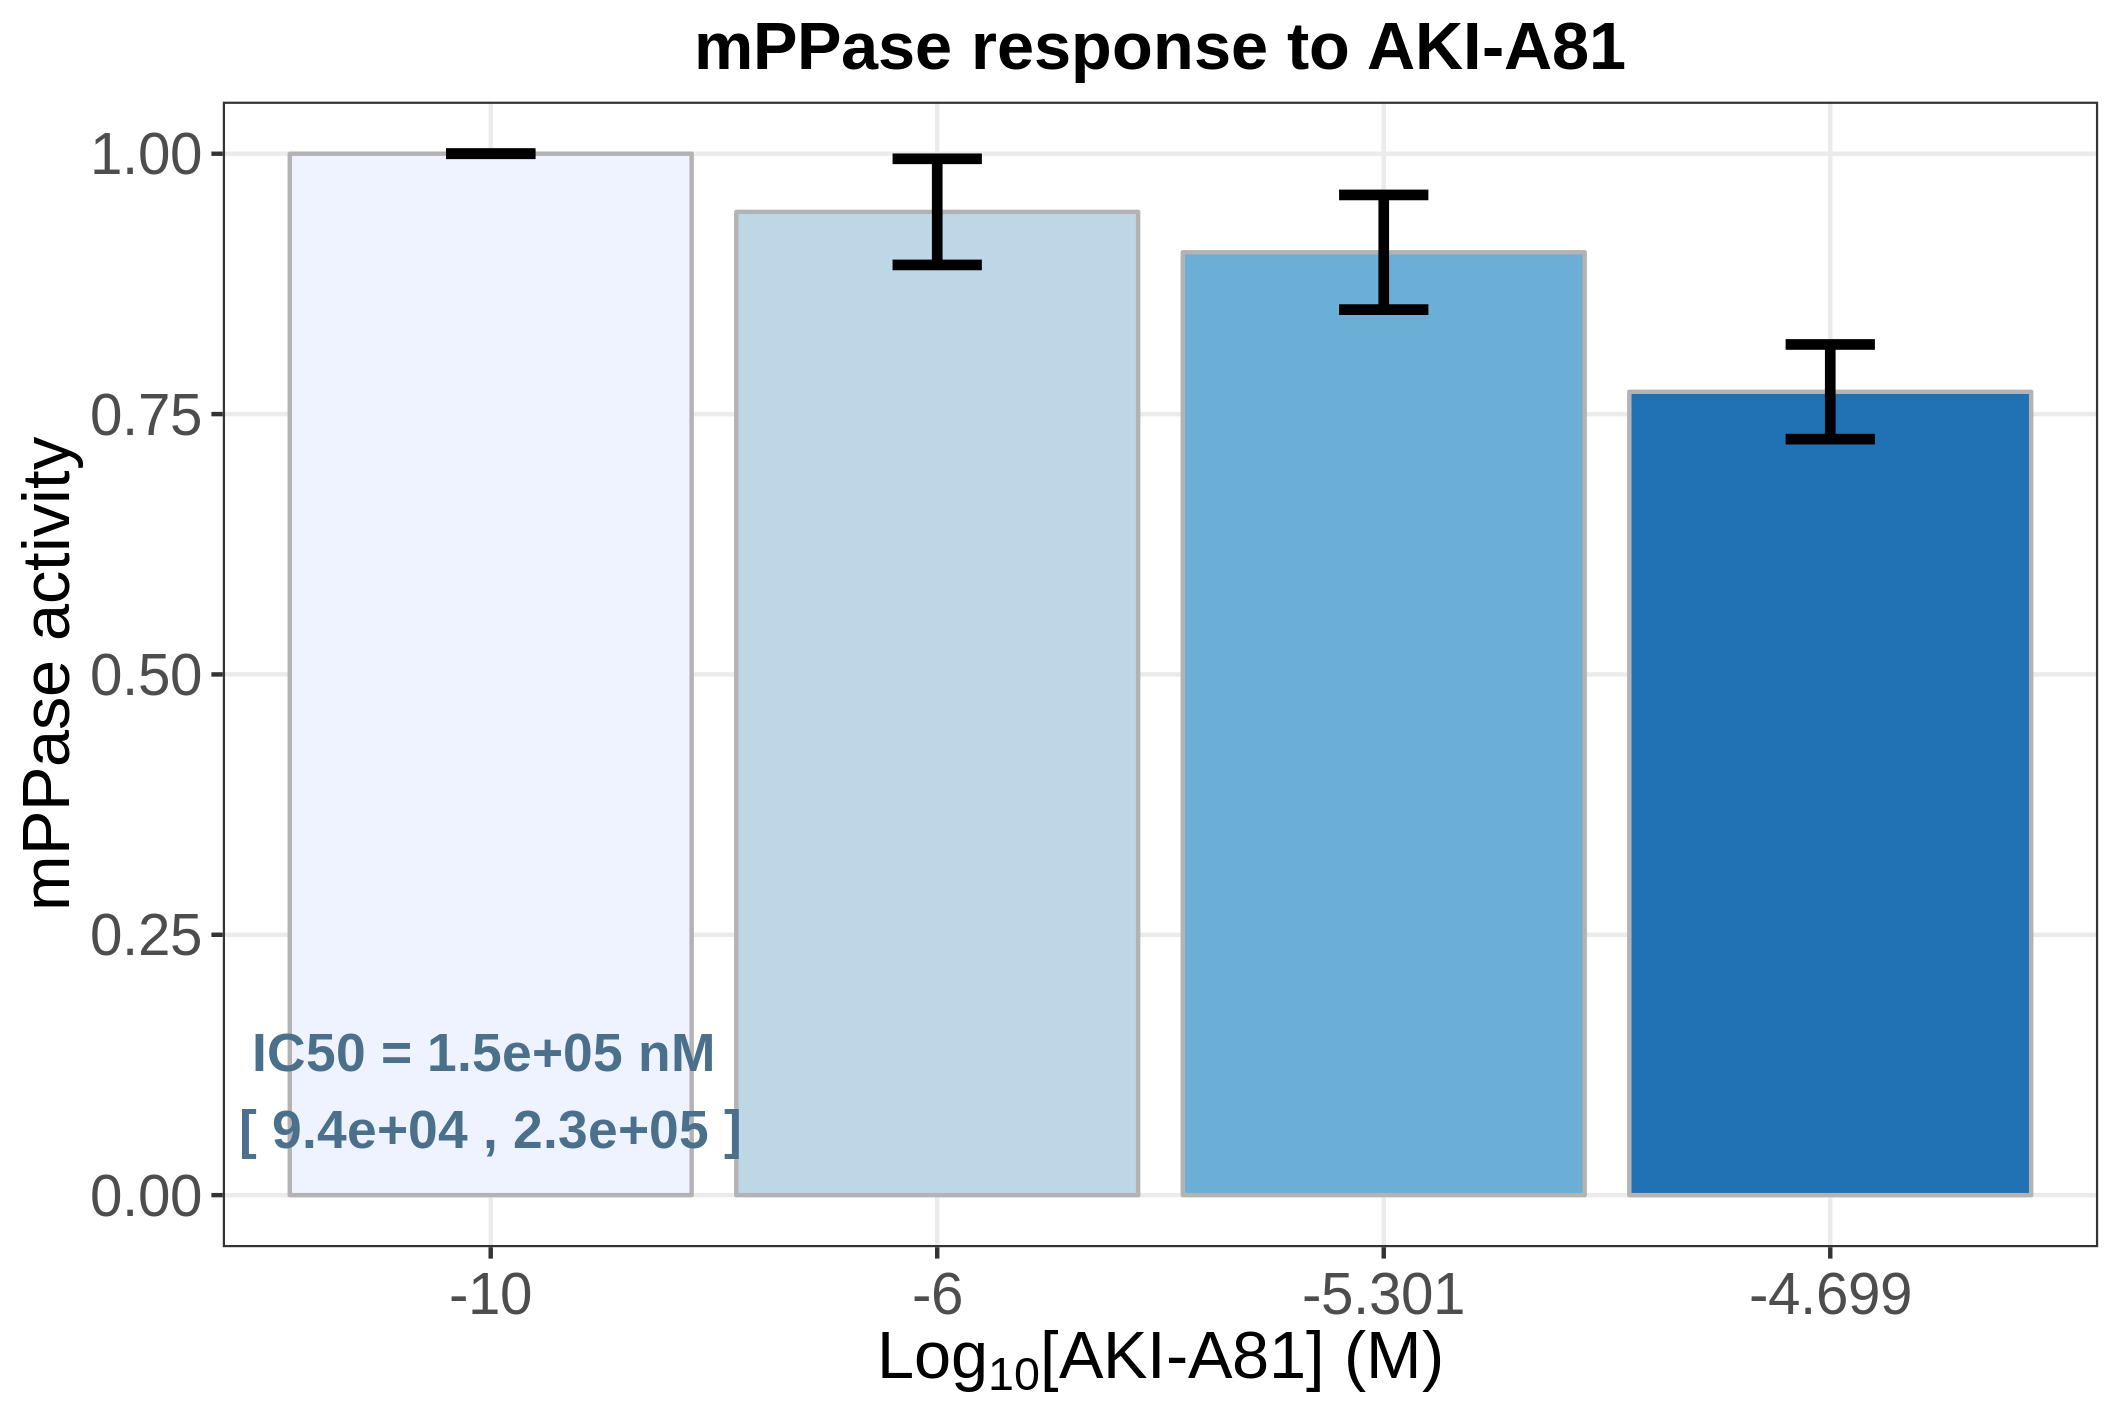 mPPase response to AKI-A81
mPPase activity
1.00
0.75
0.50
0.25
0.00
IC50 = 1.5e+05 nM
[ 9.4e+04 , 2.3e+05 ]
-10 -6 -5.301 -4.699
Log₁₀[AKI-A81] (M)